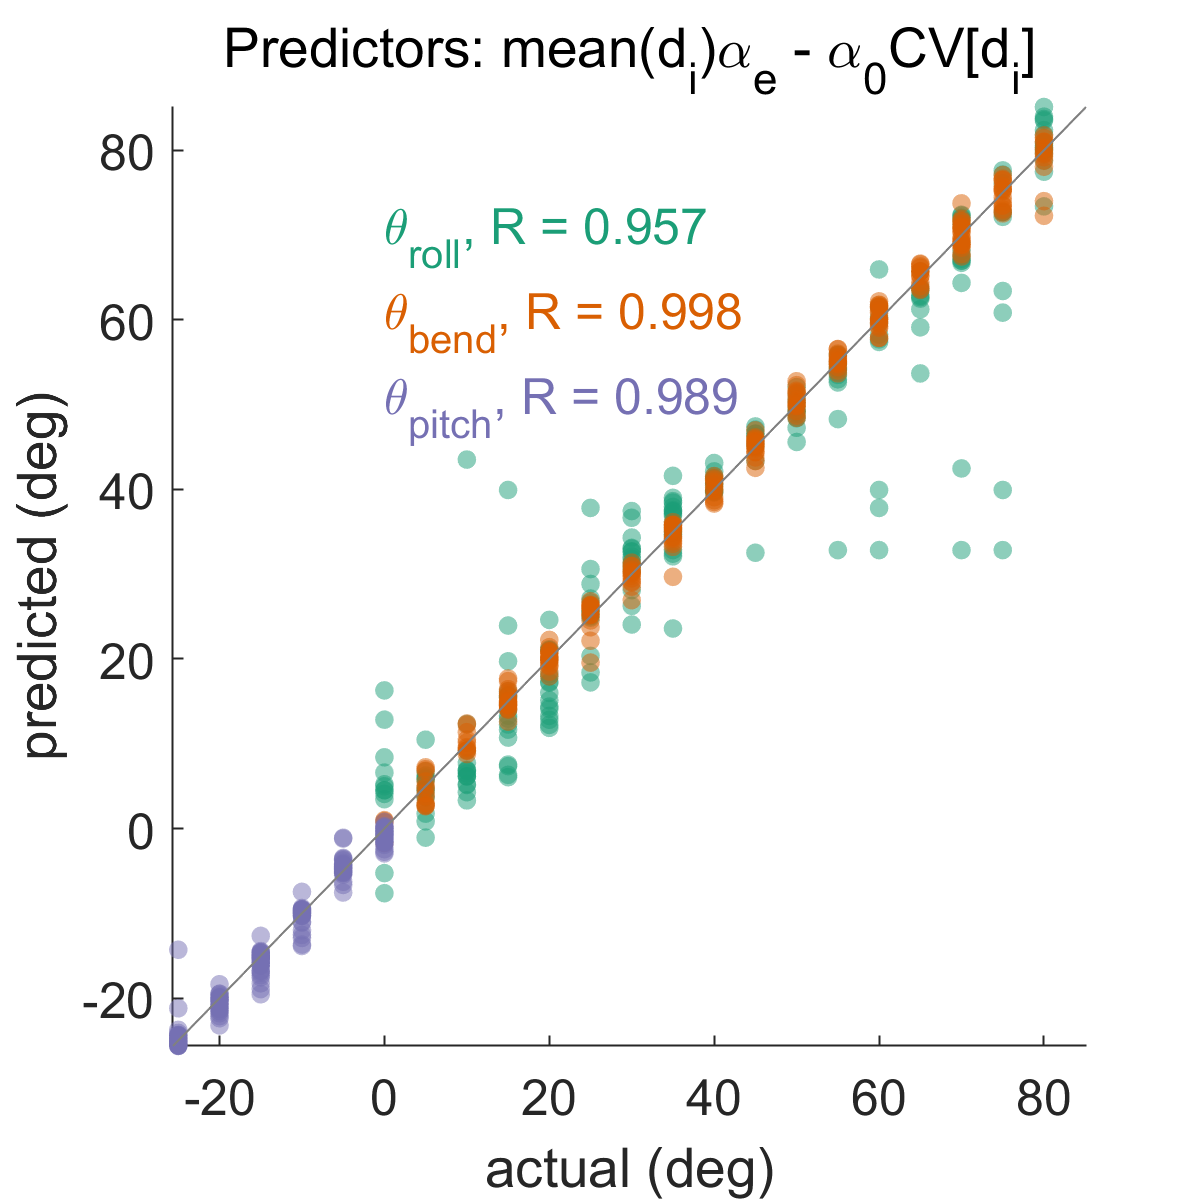 Predictors: mean(dᵢ)αₑ - α₀CV[dᵢ]
θroll, R = 0.957
θbend, R = 0.998
θpitch, R = 0.989
predicted (deg)
80
60
40
20
0
-20
-20 0 20 40 60 80
actual (deg)